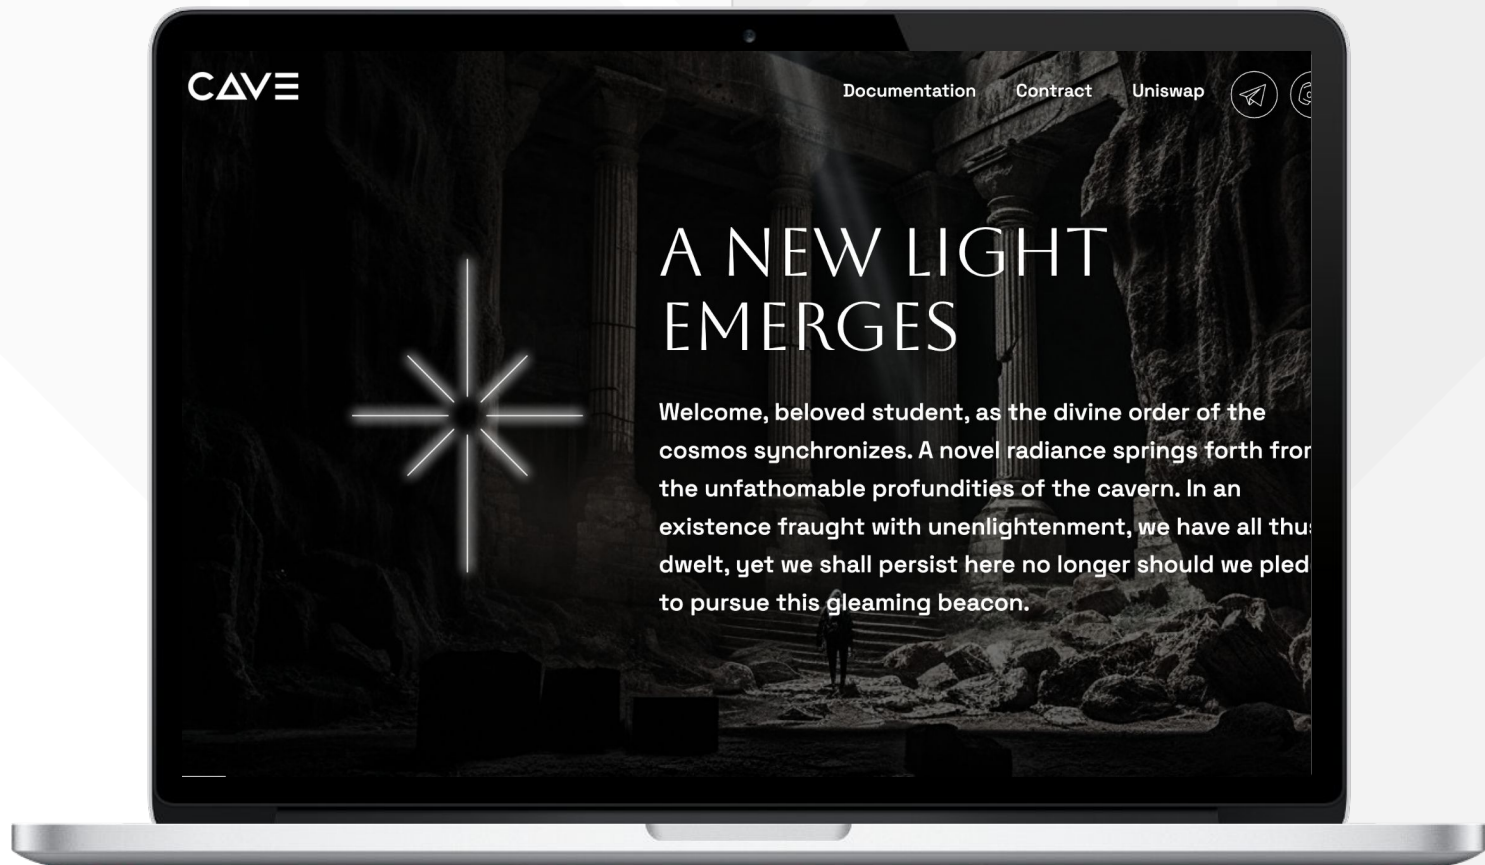 CAVE
Documentation Contract Uniswap
A NEW LIGHT
EMERGES
Welcome, beloved student, as the divine order of the
cosmos synchronizes. A novel radiance springs forth
the unfathomable profundities of the cavern. In an
existence fraught with unenlightenment, we have all
dwelt, yet we shall persist here no longer should we
to pursue this gleaming beacon.